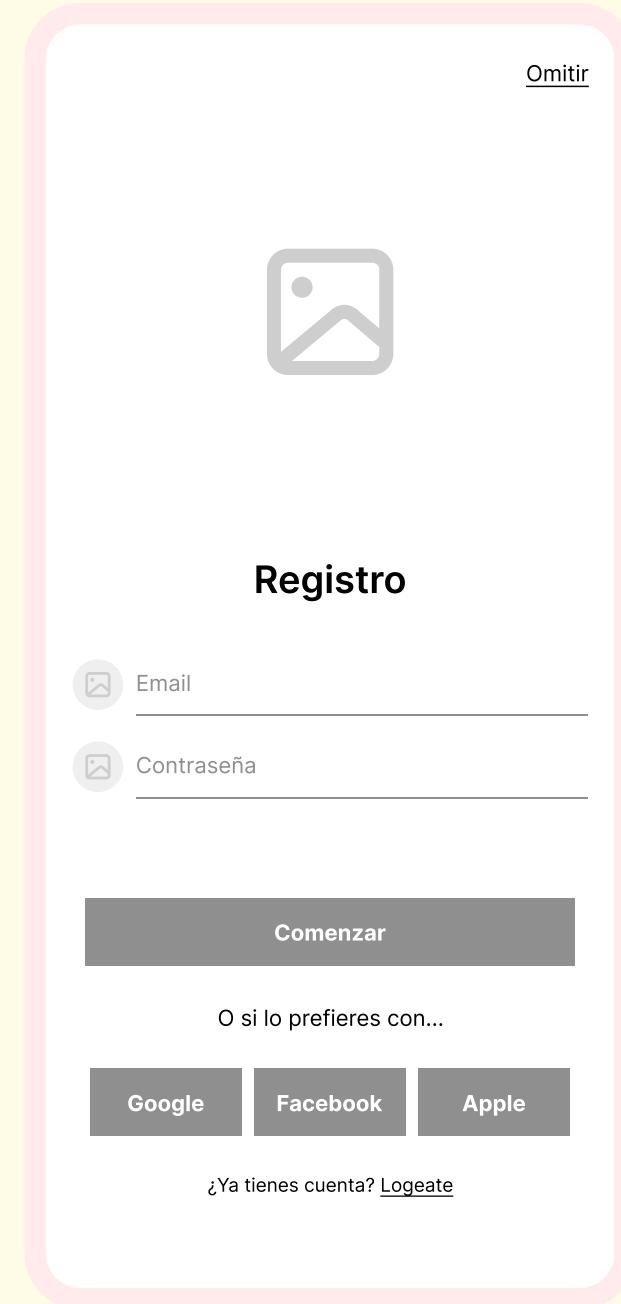 Omitir
Registro
Email
Contraseña
Comenzar
O si lo prefieres con...
Google Facebook Apple
¿Ya tienes cuenta? Logeate